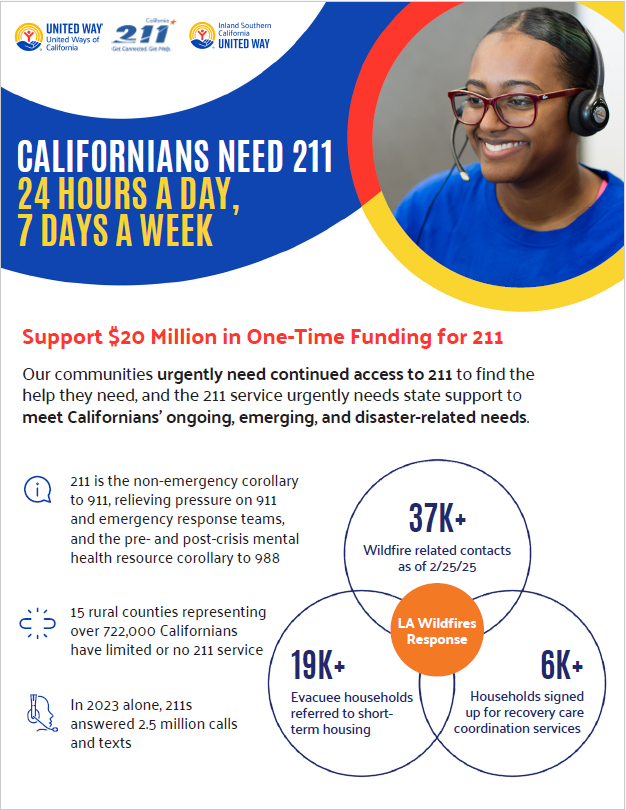 UNITED WAY
United Ways of
California
California
211
Get Connected. Get Help.
Inland Southern
California
UNITED WAY
CALIFORNIANS NEED 211
24 HOURS A DAY,
7 DAYS A WEEK
Support $20 Million in One-Time Funding for 211
Our communities urgently need continued access to 211 to find the
help they need, and the 211 service urgently needs state support to
meet Californians' ongoing, emerging, and disaster-related needs.
211 is the non-emergency corollary
to 911, relieving pressure on 911
and emergency response teams,
and the pre- and post-crisis mental
health resource corollary to 988
15 rural counties representing
over 722,000 Californians
have limited or no 211 service
In 2023 alone, 211s
answered 2.5 million calls
and texts
37K+
Wildfire related contacts
as of 2/25/25
LA Wildfires
Response
19K+
Evacuee households
referred to short-
term housing
6K+
Households signed
up for recovery care
coordination services